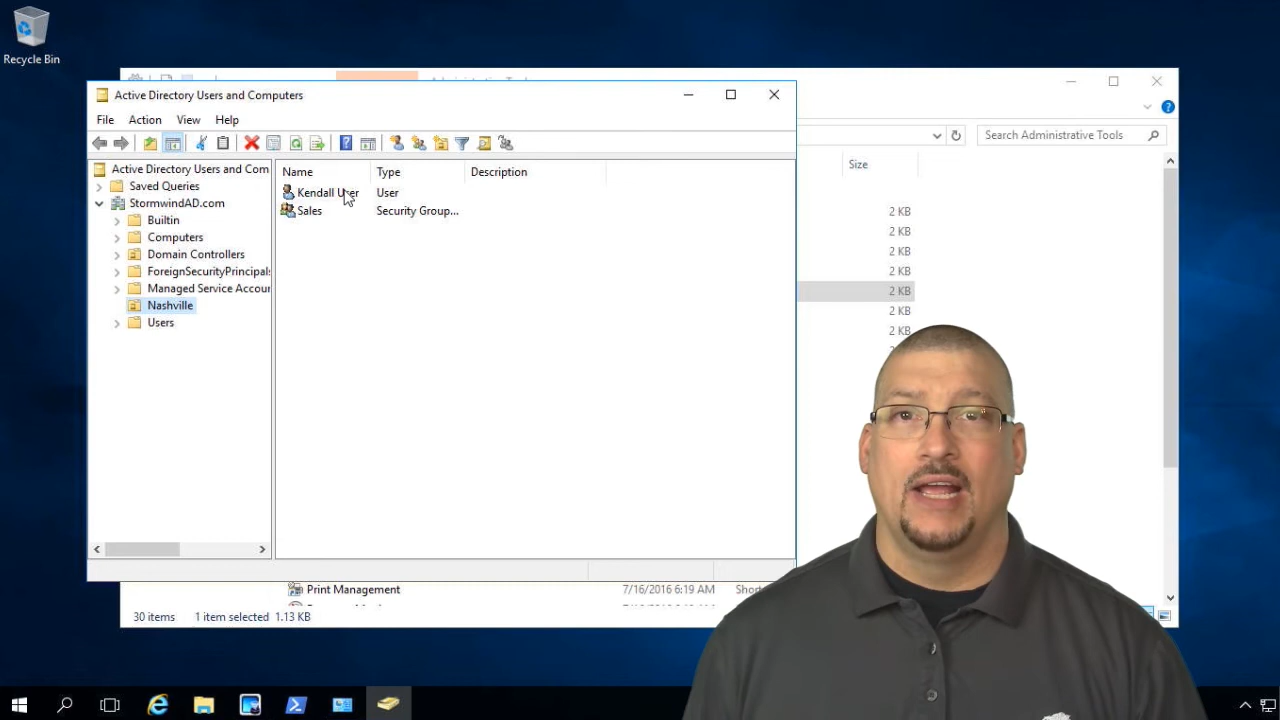 Recycle Bin
Active Directory Users and Computers
File Action View Help
Search Administrative Tools
Active Directory Users and Com
Saved Queries
StormwindAD.com
Builtin
Computers
Domain Controllers
ForeignSecurityPrincipals
Managed Service Accour
Nashville
Users
Name Type Description
Kendall User User
Sales Security Group...
Size
2 KB
2 KB
2 KB
2 KB
2 KB
2 KB
2 KB
Print Management 7/16/2016 6:19 AM Short
30 items 1 item selected 1.13 KB